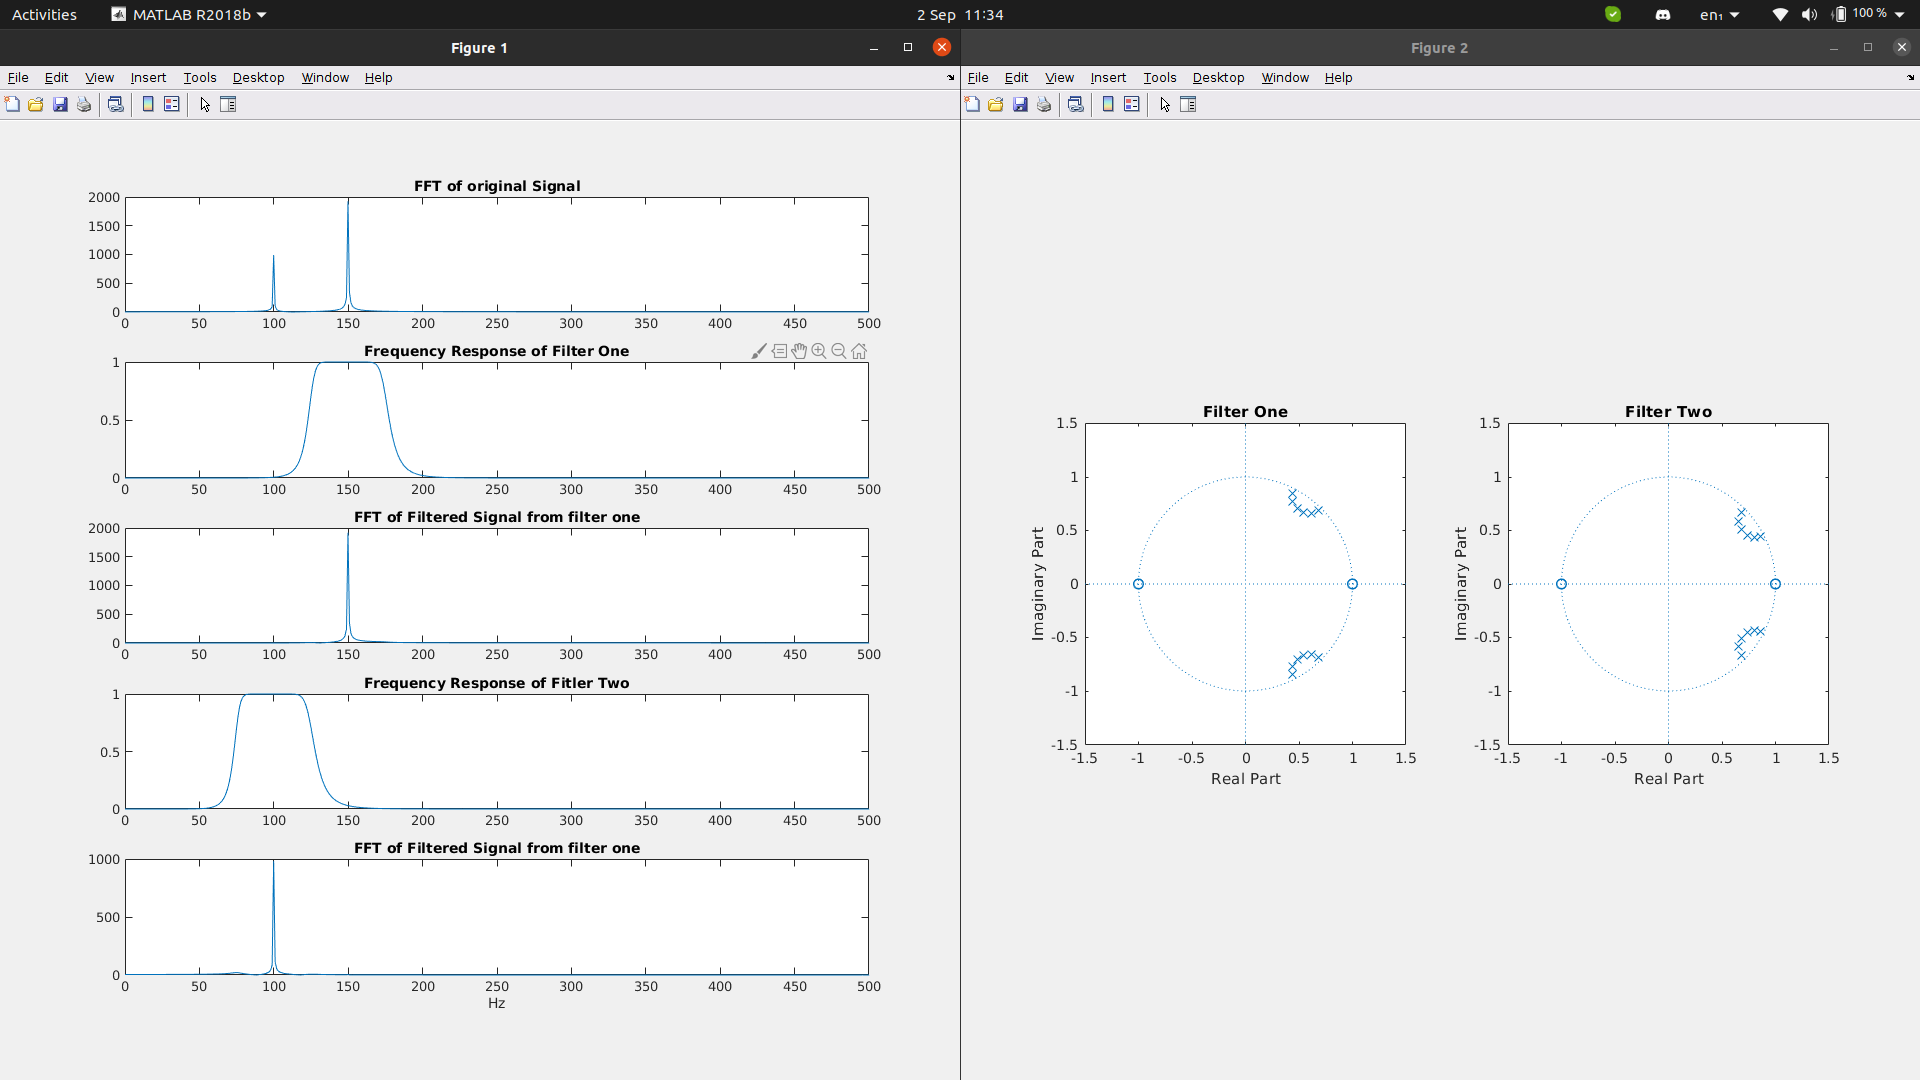 Activities MATLAB R2018b 2 Sep 11:34 en₁ 100 %
Figure 1
File Edit View Insert Tools Desktop Window Help
FFT of original Signal
2000
1500
1000
500
0
0 50 100 150 200 250 300 350 400 450 500
Frequency Response of Filter One
1
0.5
0
0 50 100 150 200 250 300 350 400 450 500
FFT of Filtered Signal from filter one
2000
1500
1000
500
0
0 50 100 150 200 250 300 350 400 450 500
Frequency Response of Fitler Two
1
0.5
0
0 50 100 150 200 250 300 350 400 450 500
FFT of Filtered Signal from filter one
1000
500
0
0 50 100 150 200 250 300 350 400 450 500
Hz
Figure 2
File Edit View Insert Tools Desktop Window Help
Filter One
1.5
1
0.5
0
-0.5
-1
-1.5
Imaginary Part
-1.5 -1 -0.5 0 0.5 1 1.5
Real Part
Filter Two
1.5
1
0.5
0
-0.5
-1
-1.5
Imaginary Part
-1.5 -1 -0.5 0 0.5 1 1.5
Real Part